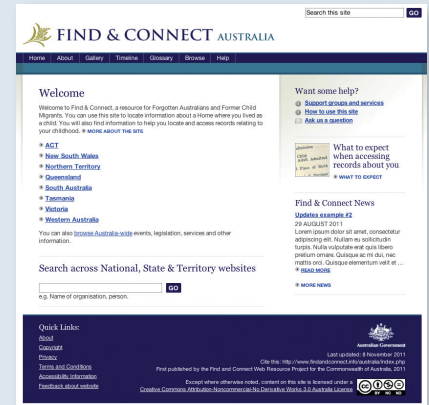 Search this site GO
FIND & CONNECT AUSTRALIA
Home About Gallery Timeline Glossary Browse Help
Welcome
Welcome to Find & Connect, a resource for Forgotten Australians and Former Child
Migrants. You can use this site to locate information about a Home where you lived as
a child. You will also find information to help you locate and access records relating to
your childhood. MORE ABOUT THE SITE
ACT
New South Wales
Northern Territory
Queensland
South Australia
Tasmania
Victoria
Western Australia
You can also browse Australia-wide events, legislation, services and other
information.
Search across National, State & Territory websites
GO
e.g. Name of organisation, person.
Want some help?
Support groups and services
How to use this site
Ask us a question
What to expect
when accessing
records about you
WHAT TO EXPECT
Find & Connect News
Updates example #2
29 AUGUST 2011
Lorem ipsum dolor sit amet, consectetur
adipiscing elit. Nullam eu sollicitudin
turpis. Nulla vulputate erat quis libero
pretium ornare. Quisque ac mi dui, nec
mattis orci. Quisque elementum velit et ...
READ MORE
MORE NEWS
Quick Links:
About
Copyright
Privacy
Terms and Conditions
Accessibility Information
Feedback about website
Australian Government
Last updated: 8 November 2011
Cite this: http://www.findandconnect.info/australia/index.php
First published by the Find and Connect Web Resource Project for the Commonwealth of Australia, 2011
Except where otherwise noted, content on this site is licensed under a
Creative Commons Attribution-Noncommercial-No Derivative Works 3.0 Australia License
CC BY NC ND